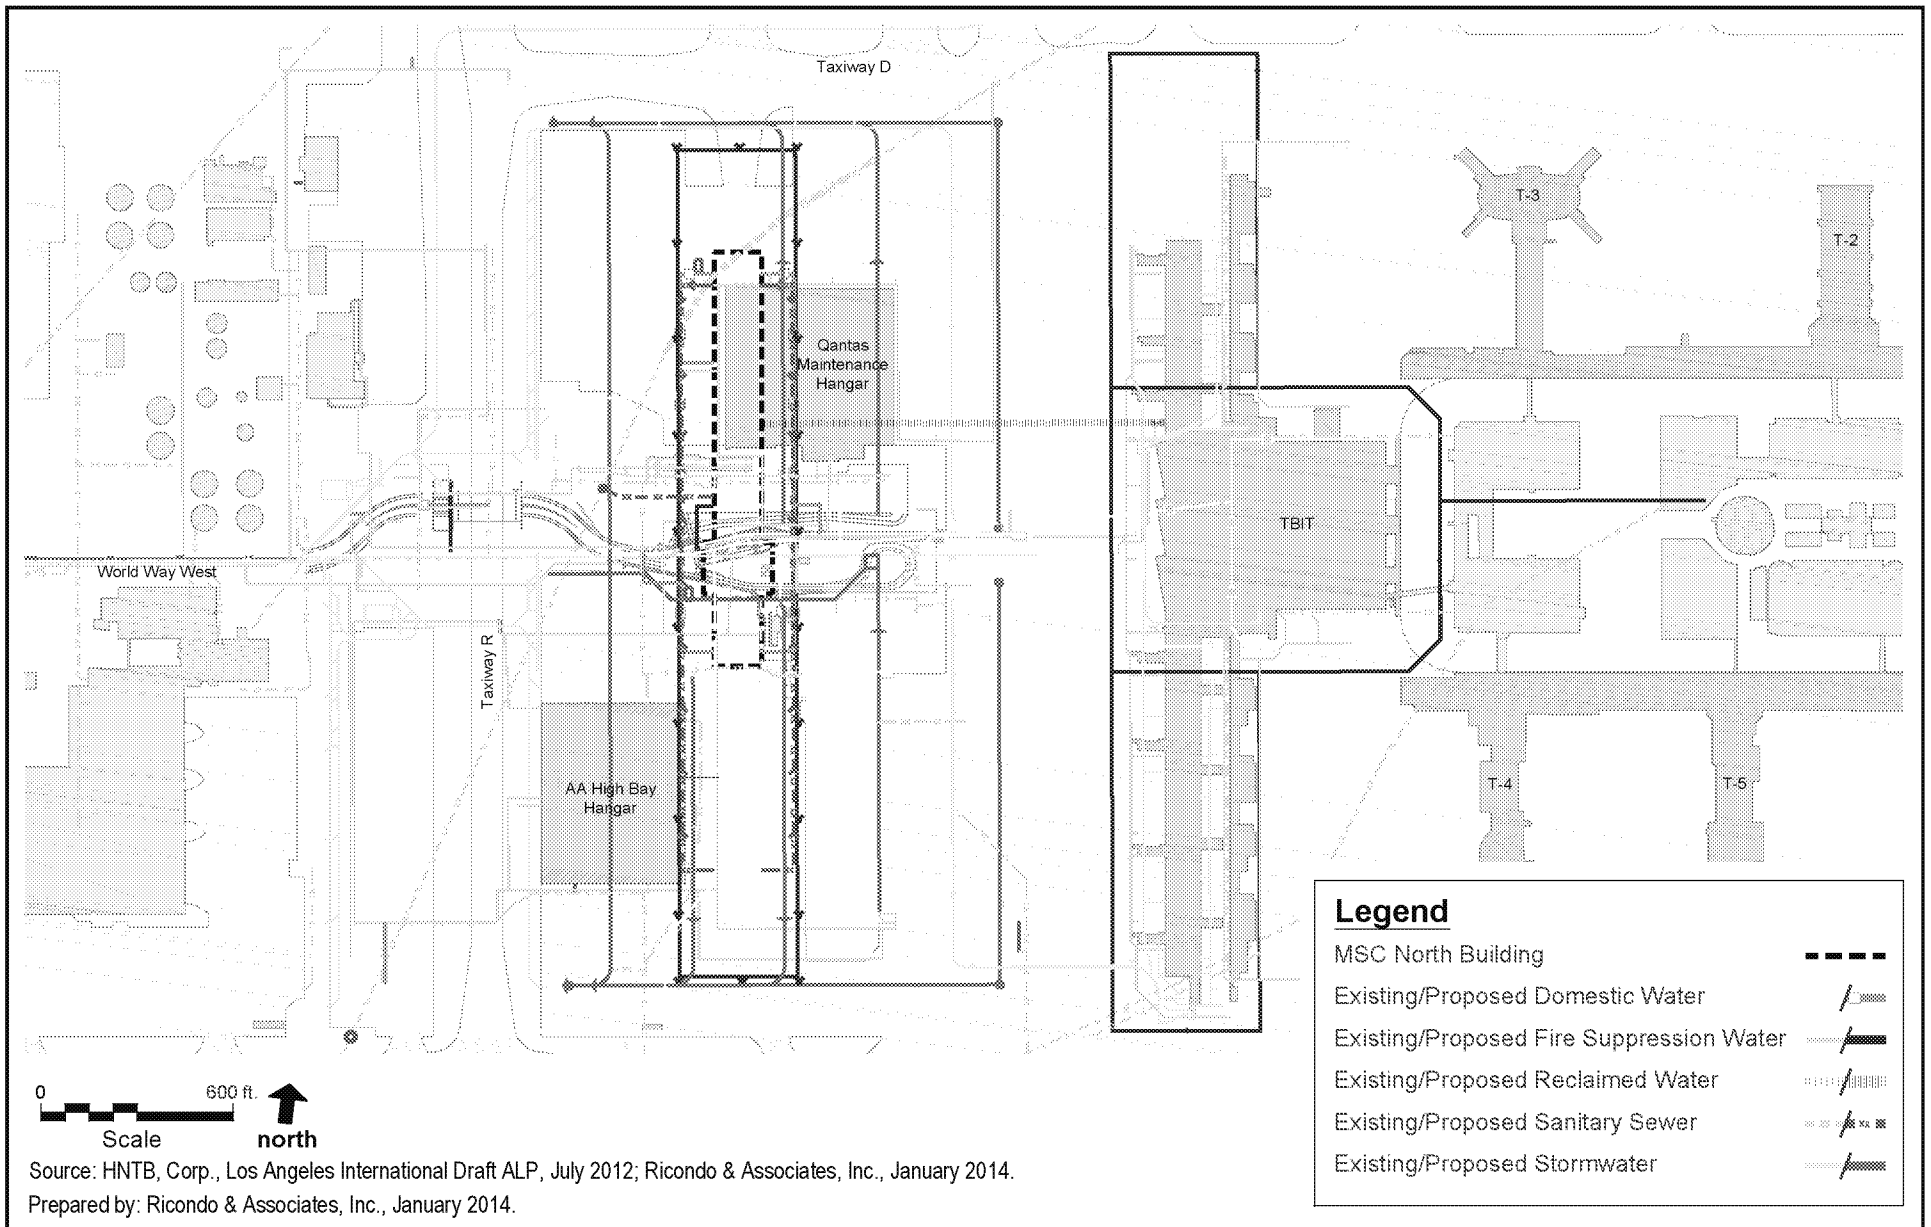 Taxiway D
T-3
T-2
Qantas
Maintenance
Hangar
TBIT
World Way West
Taxiway R
AA High Bay
Hangar
T-4
T-5
Legend
MSC North Building
Existing/Proposed Domestic Water
Existing/Proposed Fire Suppression Water
Existing/Proposed Reclaimed Water
Existing/Proposed Sanitary Sewer
Existing/Proposed Stormwater
0 600 ft.
Scale
north
Source: HNTB, Corp., Los Angeles International Draft ALP, July 2012; Ricondo & Associates, Inc., January 2014.
Prepared by: Ricondo & Associates, Inc., January 2014.